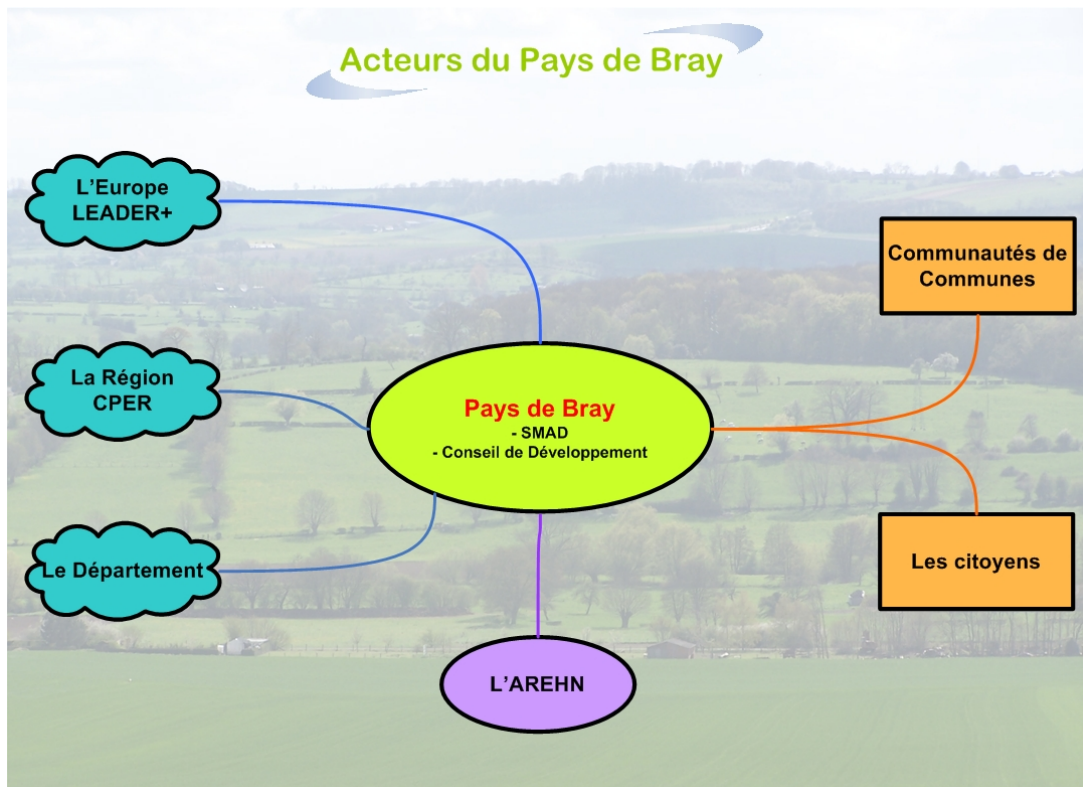 Acteurs du Pays de Bray
L'Europe
LEADER+
Communautés de
Communes
La Région
CPER
Pays de Bray
- SMAD
- Conseil de Développement
Le Département
Les citoyens
L'AREHN